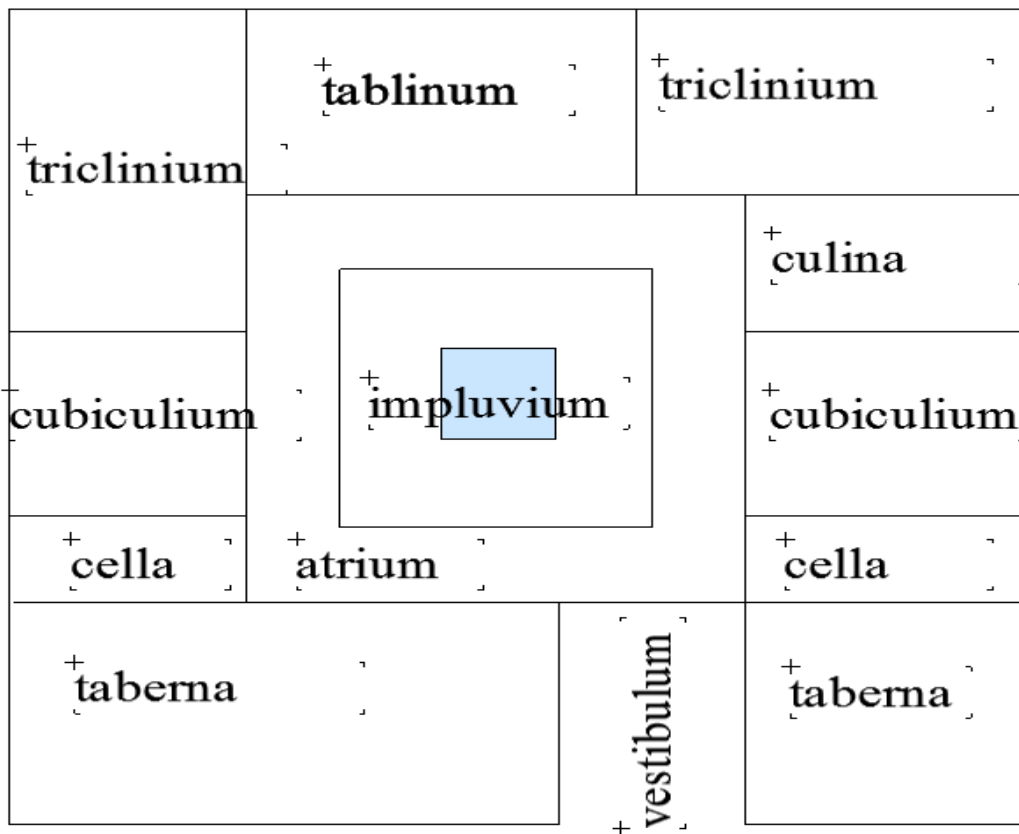 tablinum
triclinium
triclinium
culina
cubiculium
impluvium
cubiculium
cella
atrium
cella
taberna
vestibulum
taberna